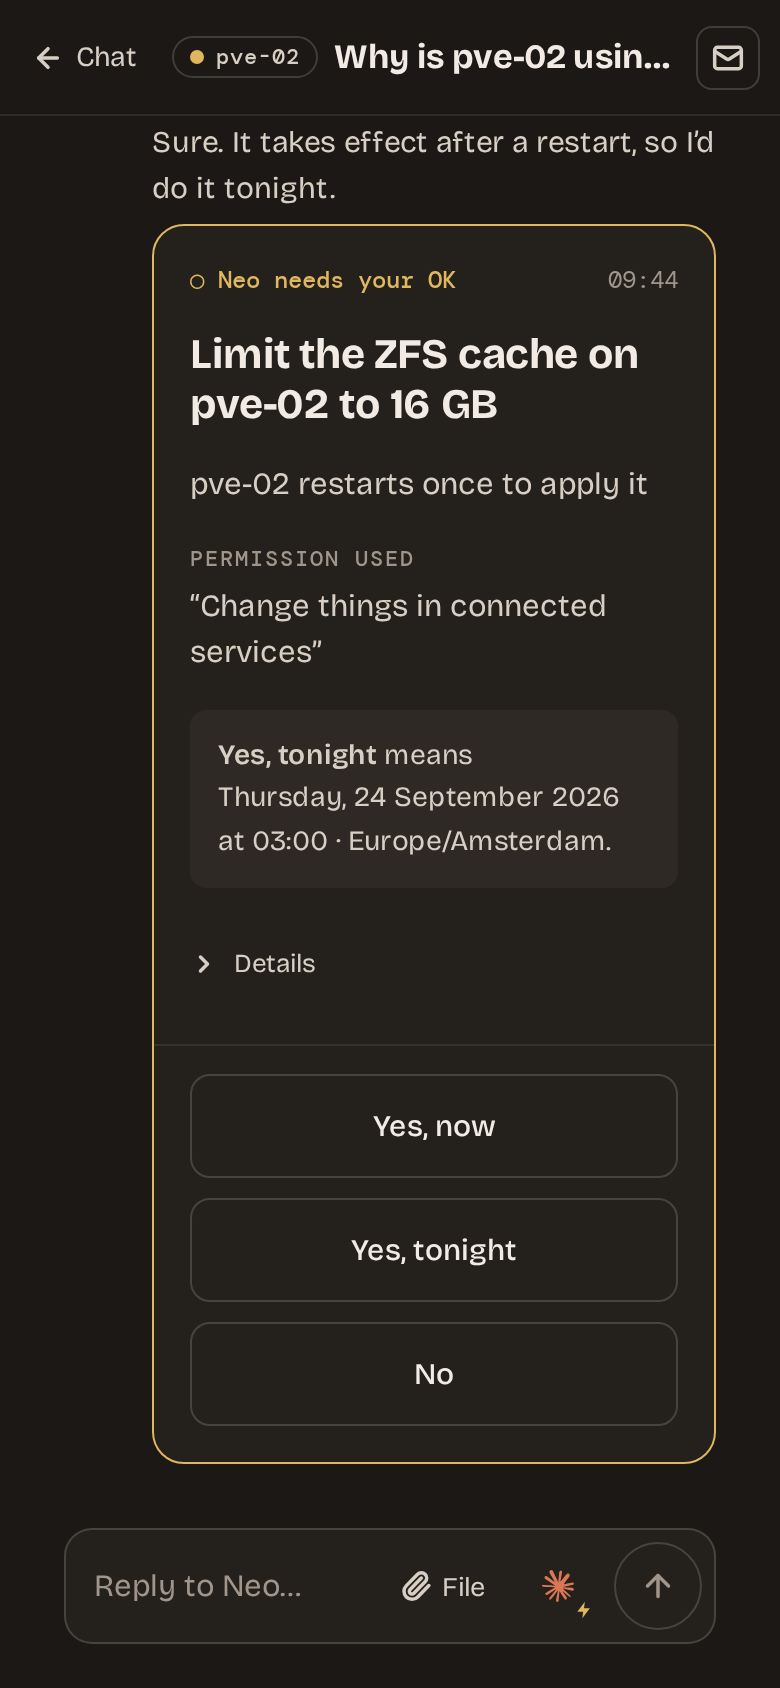 Chat
pve-02
Why is pve-02 usin...
Sure. It takes effect after a restart, so I'd
do it tonight.
Neo needs your OK
09:44
Limit the ZFS cache on
pve-02 to 16 GB
pve-02 restarts once to apply it
PERMISSION USED
“Change things in connected
services”
Yes, tonight means
Thursday, 24 September 2026
at 03:00 · Europe/Amsterdam.
Details
Yes, now
Yes, tonight
No
Reply to Neo...
File